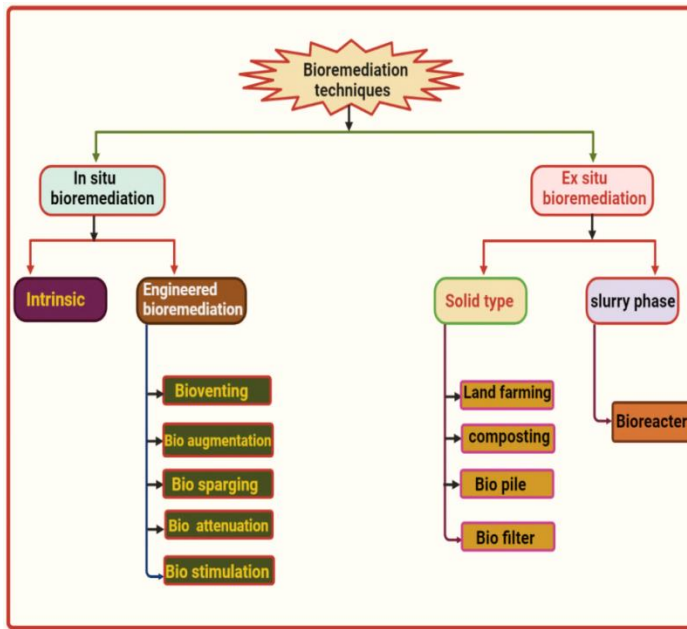 Bioremediation
techniques
In situ
bioremediation
Ex situ
bioremediation
Intrinsic
Engineered
bioremediation
Solid type
slurry phase
Bioventing
Bio augmentation
Bio sparging
Bio attenuation
Bio stimulation
Land farming
composting
Bio pile
Bio filter
Bioreacter